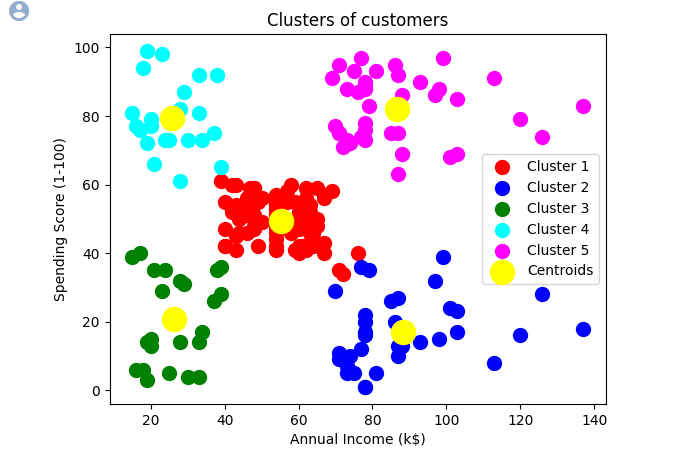 Clusters of customers
100
80
60
40
20
0
Spending Score (1-100)
20 40 60 80 100 120 140
Annual Income (k$)
Cluster 1
Cluster 2
Cluster 3
Cluster 4
Cluster 5
Centroids